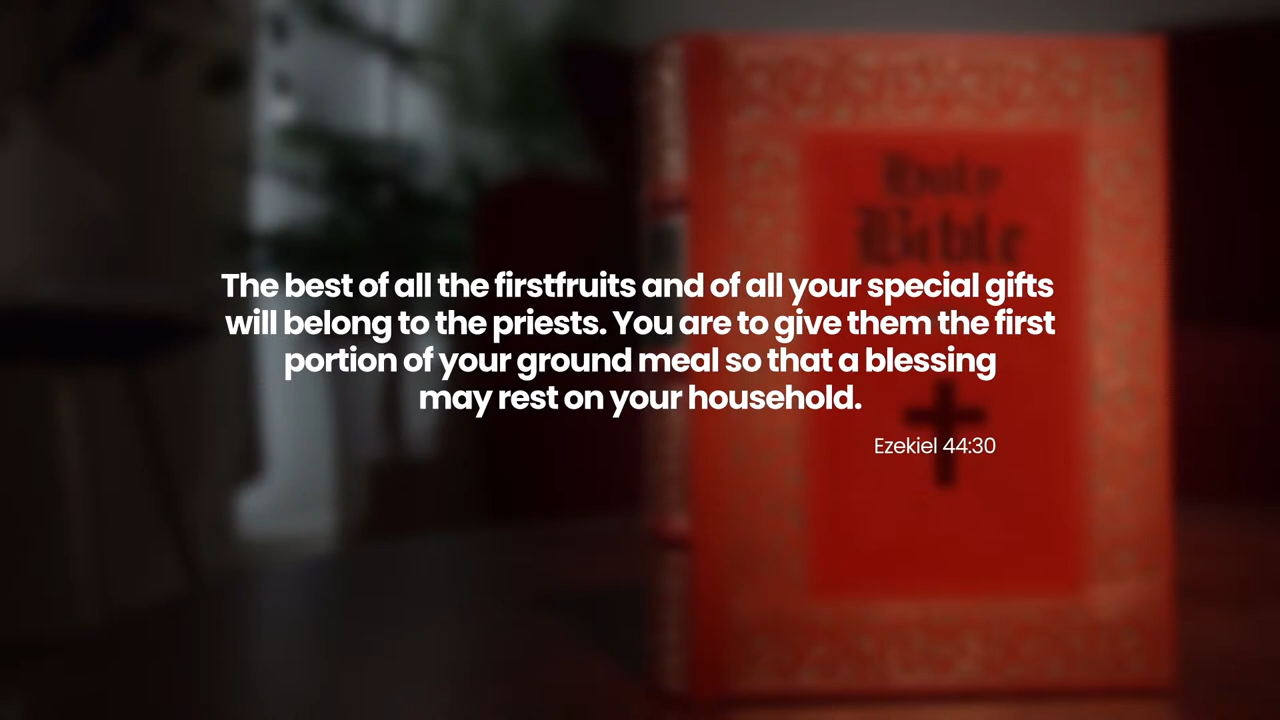 Holy
Bible
The best of all the firstfruits and of all your special gifts
will belong to the priests. You are to give them the first
portion of your ground meal so that a blessing
may rest on your household.
Ezekiel 44:30